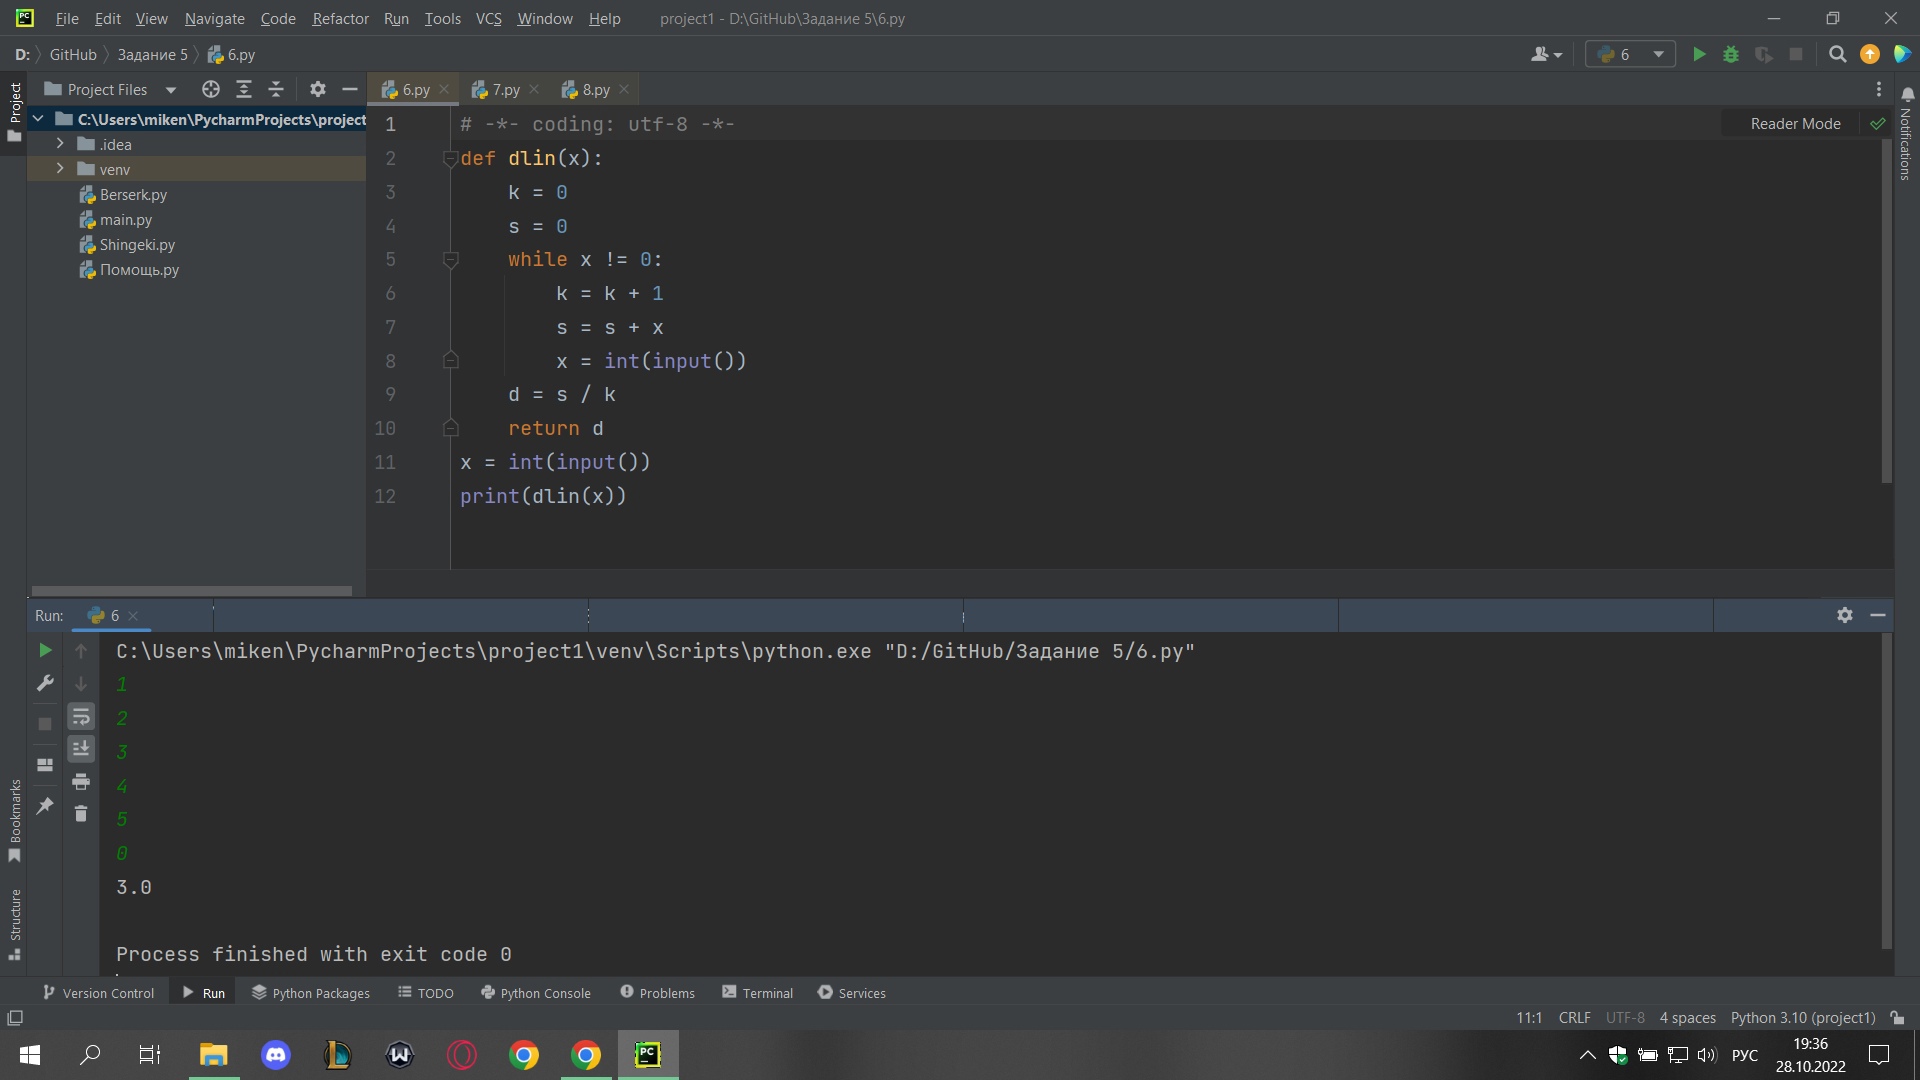 File Edit View Navigate Code Refactor Run Tools VCS Window Help project1 - D:\GitHub\Задание 5\6.py
D: GitHub Задание 5 6.py
6
Project
Project Files
6.py 7.py 8.py
Notifications
C:\Users\miken\PycharmProjects\project
.idea
venv
Berserk.py
main.py
Shingeki.py
Помощь.py
Reader Mode
1 # -*- coding: utf-8 -*-
2 def dlin(x):
3 k = 0
4 s = 0
5 while x != 0:
6 k = k + 1
7 s = s + x
8 x = int(input())
9 d = s / k
10 return d
11 x = int(input())
12 print(dlin(x))
Run: 6
C:\Users\miken\PycharmProjects\project1\venv\Scripts\python.exe "D:/GitHub/Задание 5/6.py"
1
2
3
4
5
0
3.0
Process finished with exit code 0
Bookmarks
Structure
Version Control Run Python Packages TODO Python Console Problems Terminal Services
11:1 CRLF UTF-8 4 spaces Python 3.10 (project1)
PC
РУС
19:36
28.10.2022